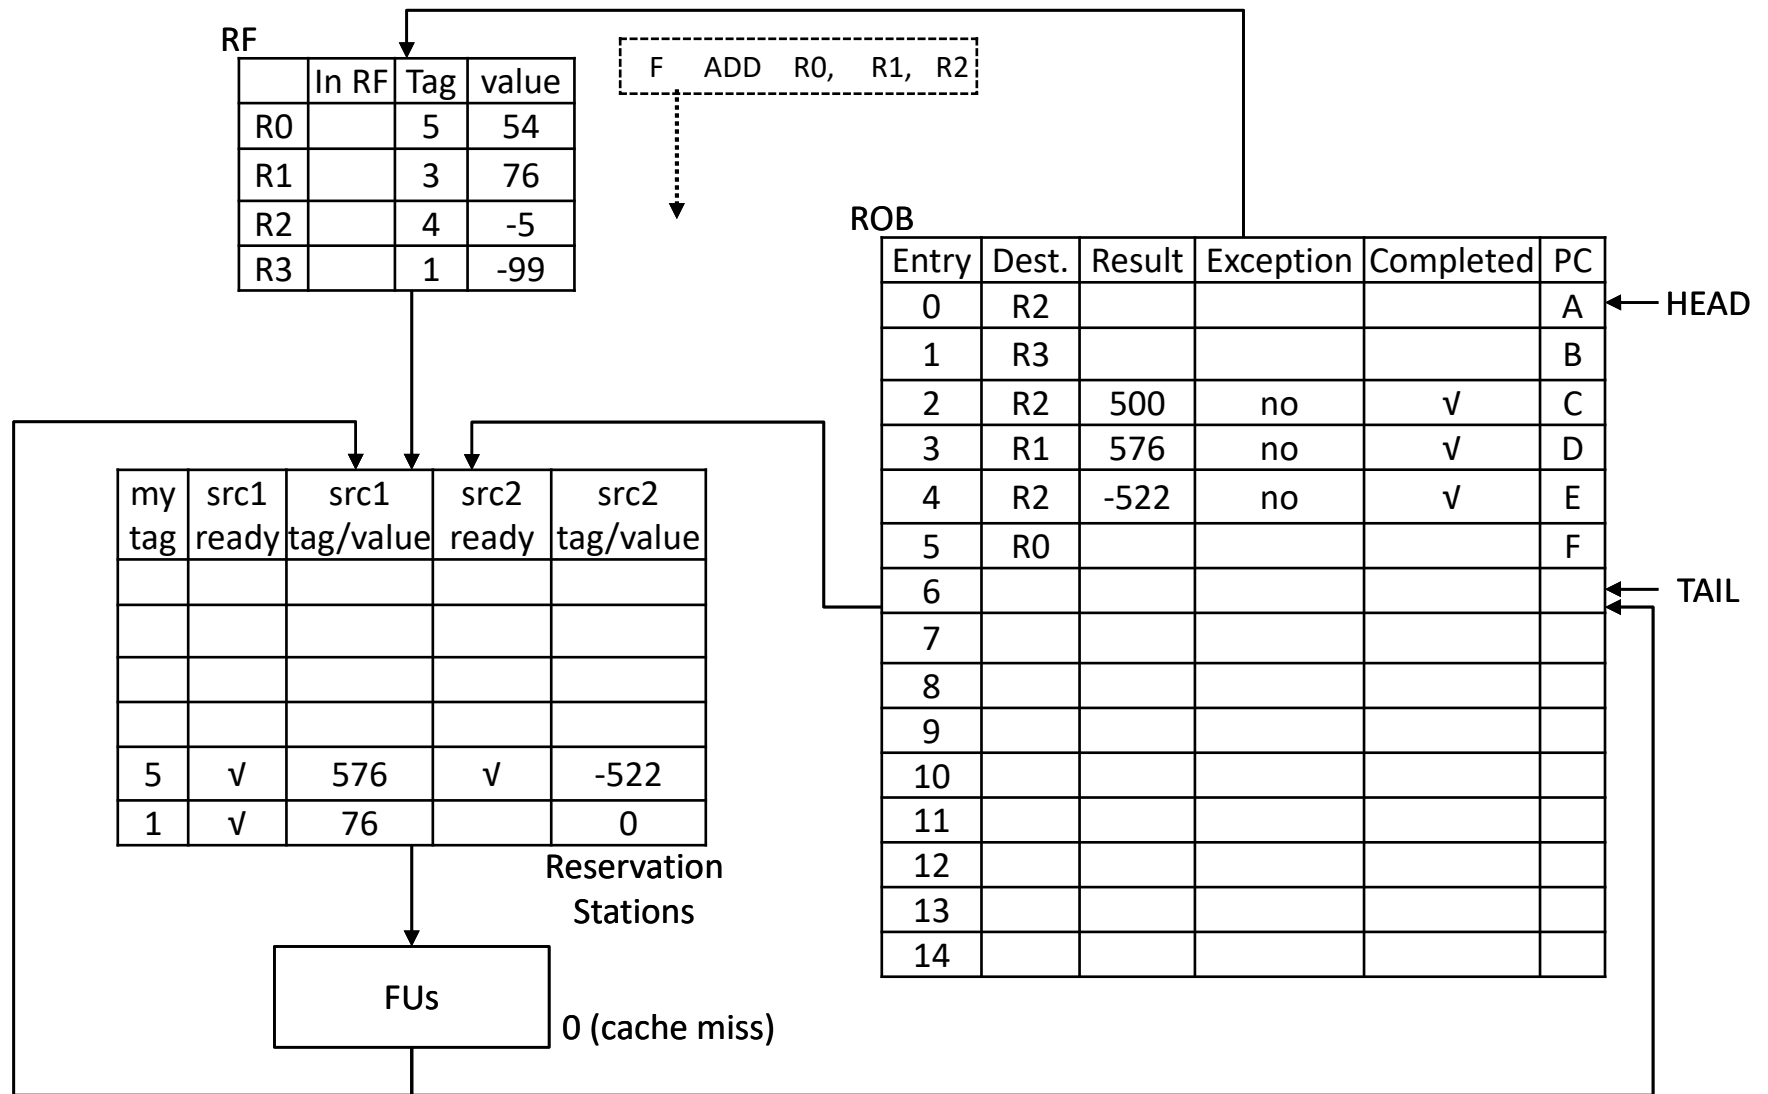 RF
In RF Tag value
R0 5 54
R1 3 76
R2 4 -5
R3 1 -99
F ADD R0, R1, R2
ROB
Entry Dest. Result Exception Completed PC
0 R2 A
1 R3 B
2 R2 500 no √ C
3 R1 576 no √ D
4 R2 -522 no √ E
5 R0 F
6
7
8
9
10
11
12
13
14
HEAD
TAIL
my src1 src1 src2 src2
tag ready tag/value ready tag/value
5 √ 576 √ -522
1 √ 76 0
Reservation
Stations
FUs
0 (cache miss)